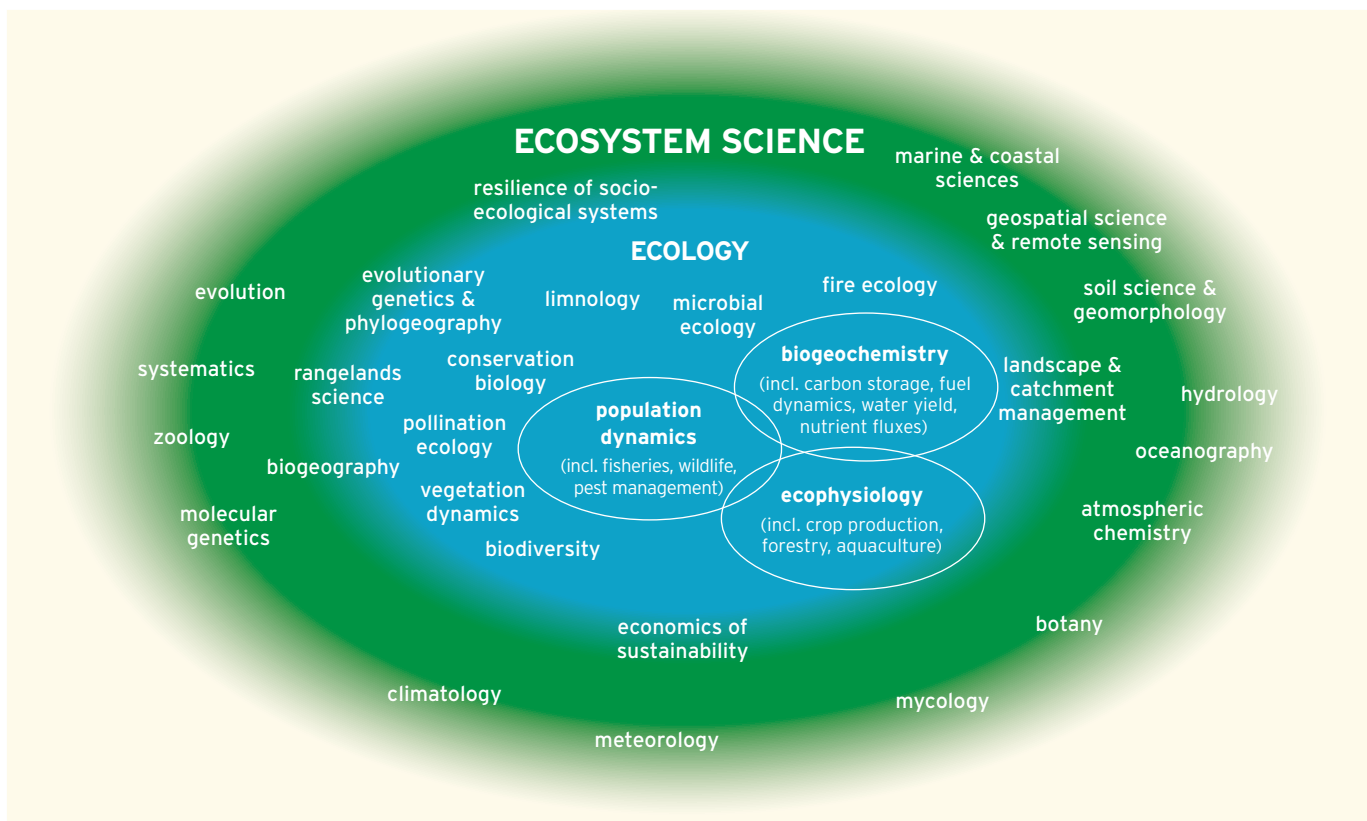 ECOSYSTEM SCIENCE
marine & coastal
sciences
resilience of socio-
ecological systems
geospatial science
& remote sensing
ECOLOGY
evolution
evolutionary
genetics &
phylogeography
limnology
microbial
ecology
fire ecology
soil science &
geomorphology
systematics
rangelands
science
conservation
biology
biogeochemistry
(incl. carbon storage, fuel
dynamics, water yield,
nutrient fluxes)
landscape &
catchment
management
hydrology
zoology
pollination
ecology
population
dynamics
(incl. fisheries, wildlife,
pest management)
oceanography
biogeography
vegetation
dynamics
ecophysiology
(incl. crop production,
forestry, aquaculture)
molecular
genetics
atmospheric
chemistry
biodiversity
economics of
sustainability
botany
climatology
mycology
meteorology